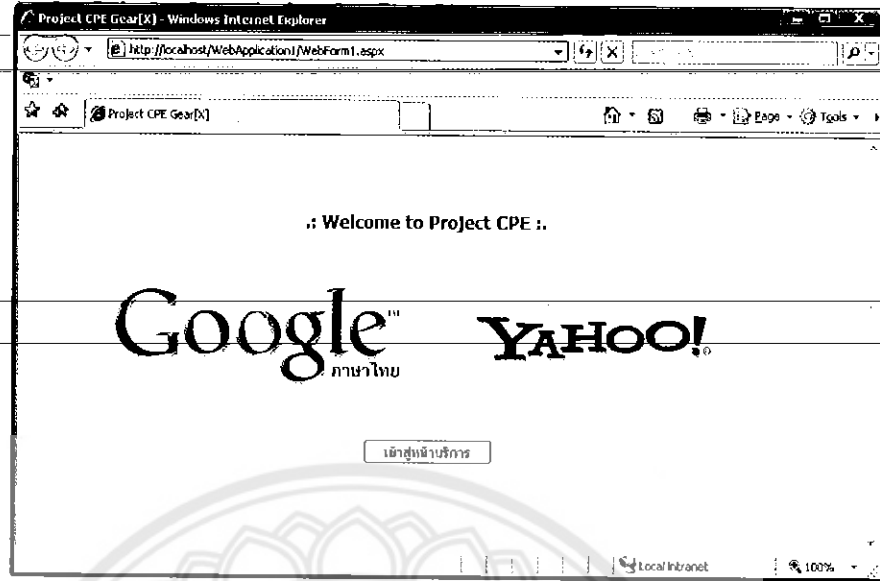 Project CPE Gear[X] - Windows Internet Explorer
http://localhost/WebApplication1/WebForm1.aspx
Project CPE Gear[X]
Page
Tools
.: Welcome to Project CPE :.
Google™
ภาษาไทย
YAHOO!®
เข้าสู่หน้าบริการ
Local intranet
100%